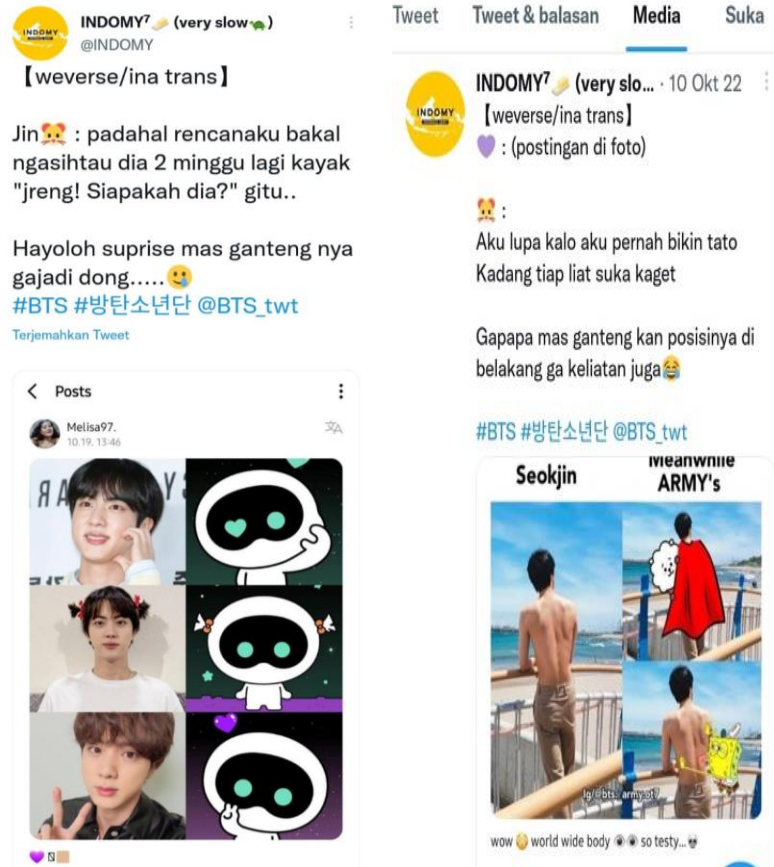 INDOMY⁷🧈 (very slow🐢)
@INDOMY
【weverse/ina trans】
Jin🐹 : padahal rencanaku bakal
ngasihtau dia 2 minggu lagi kayak
"jreng! Siapakah dia?" gitu..
Hayoloh suprise mas ganteng nya
gajadi dong.....🥲
#BTS #방탄소년단 @BTS_twt
Terjemahkan Tweet
Posts
Melisa97.
10.19. 13:46
Tweet
Tweet & balasan
Media
Suka
INDOMY
INDOMY⁷🧈 (very slo... · 10 Okt 22
【weverse/ina trans】
💜 : (postingan di foto)
🐹 :
Aku lupa kalo aku pernah bikin tato
Kadang tiap liat suka kaget
Gapapa mas ganteng kan posisinya di
belakang ga keliatan juga😂
#BTS #방탄소년단 @BTS_twt
Seokjin
Meanwhile
ARMY's
wow 😳 world wide body 👁👁 so testy...💀